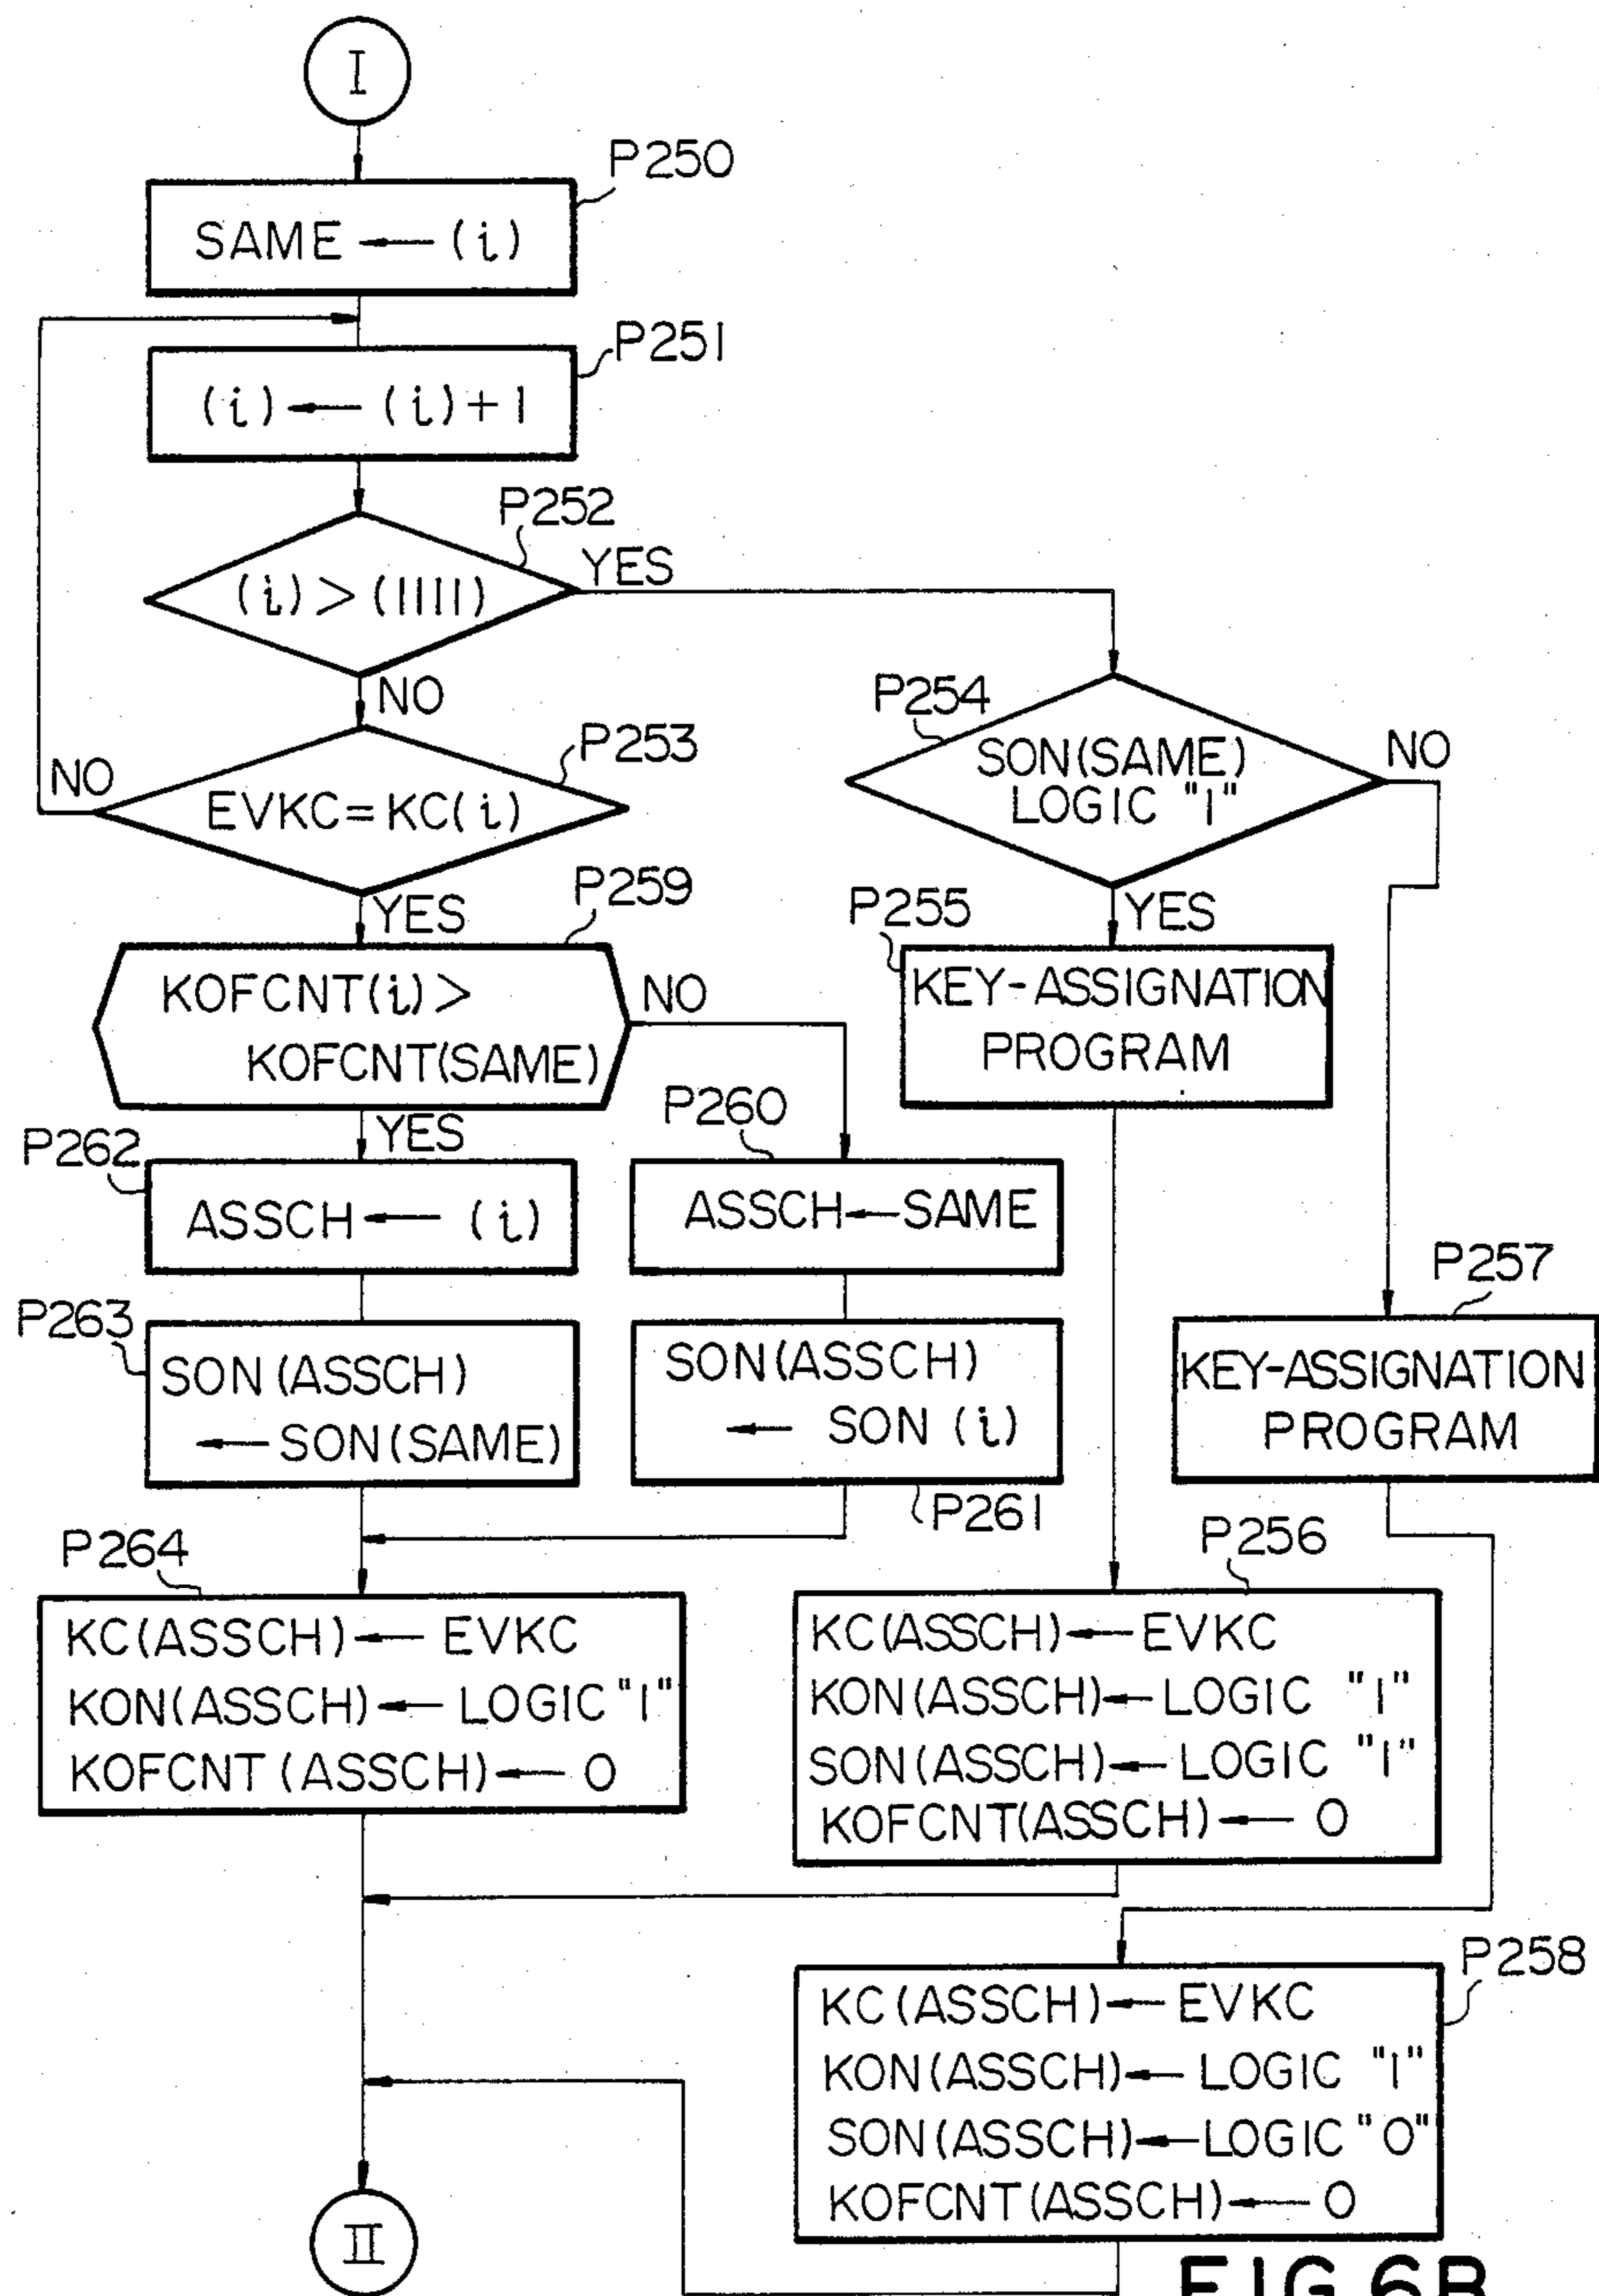 I
P250
SAME ← (i)
P251
(i) ← (i)+1
P252
(i) > (1111)
YES
NO
P253
EVKC = KC(i)
NO
YES
P254
SON(SAME)
LOGIC "1"
NO
YES
P259
KOFCNT(i) >
KOFCNT(SAME)
NO
YES
P255
KEY-ASSIGNATION
PROGRAM
P262
ASSCH ← (i)
P260
ASSCH ← SAME
P257
KEY-ASSIGNATION
PROGRAM
P263
SON(ASSCH)
← SON(SAME)
SON(ASSCH)
← SON (i)
P261
P264
KC(ASSCH) ← EVKC
KON(ASSCH) ← LOGIC "1"
KOFCNT (ASSCH) ← 0
P256
KC(ASSCH) ← EVKC
KON(ASSCH) ← LOGIC "1"
SON(ASSCH) ← LOGIC "1"
KOFCNT(ASSCH) ← 0
P258
KC(ASSCH) ← EVKC
KON(ASSCH) ← LOGIC "1"
SON(ASSCH) ← LOGIC "0"
KOFCNT(ASSCH) ← 0
II
FIG.6B